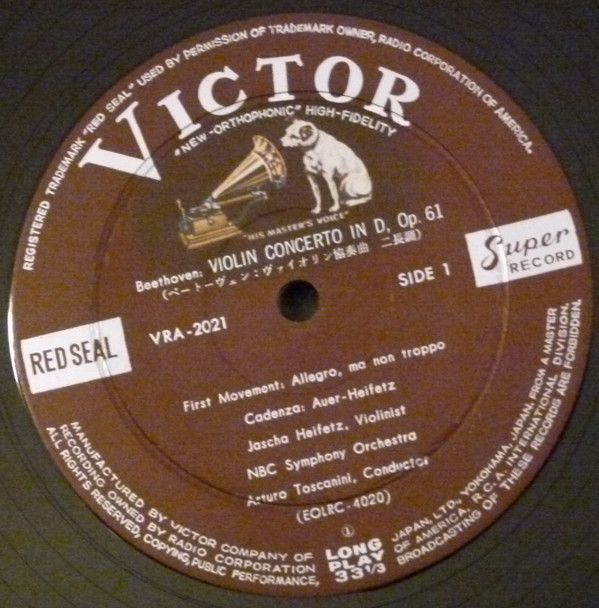 REGISTERED TRADEMARK "RED SEAL" USED BY PERMISSION OF TRADEMARK OWNER, RADIO CORPORATION OF AMERICA.
VICTOR
"NEW-ORTHOPHONIC" HIGH-FIDELITY
"HIS MASTER'S VOICE"
Beethoven: VIOLIN CONCERTO IN D, Op. 61
(ベートーヴェン:ヴァイオリン協奏曲 ニ長調)
Super
RECORD
SIDE 1
VRA-2021
RED SEAL
First Movement: Allegro, ma non troppo
Cadenza: Auer-Heifetz
Jascha Heifetz, Violinist
NBC Symphony Orchestra
Arturo Toscanini, Conductor
(EOLRC-4020)
1
LONG
PLAY
33 1/3
MANUFACTURED BY VICTOR COMPANY OF
JAPAN, LTD., YOKOHAMA, JAPAN, FROM A MASTER
RECORDING OWNED BY RADIO CORPORATION
OF AMERICA, R.C.A. INTERNATIONAL DIVISION.
ALL RIGHTS RESERVED, COPYING, PUBLIC PERFORMANCE,
BROADCASTING OF THESE RECORDS ARE FORBIDDEN.